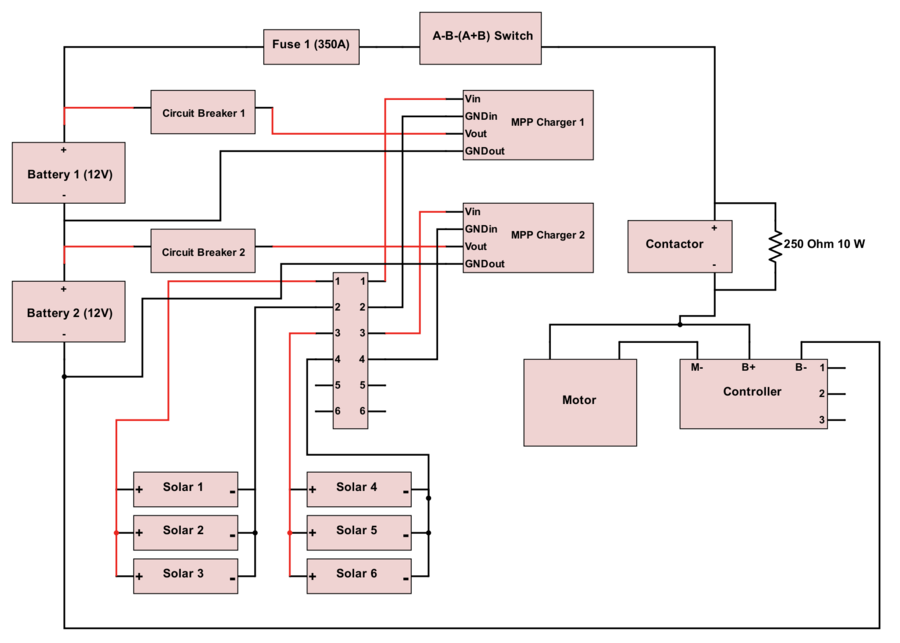 Fuse 1 (350A)
A-B-(A+B) Switch
Circuit Breaker 1
Vin
GNDin
Vout
GNDout
MPP Charger 1
+
Battery 1 (12V)
-
Circuit Breaker 2
Vin
GNDin
Vout
GNDout
MPP Charger 2
+
Contactor
-
250 Ohm 10 W
+
Battery 2 (12V)
-
1 1
2 2
3 3
4 4
5 5
6 6
Motor
M- B+ B- 1
Controller
2
3
+ Solar 1 -
+ Solar 2 -
+ Solar 3 -
+ Solar 4 -
+ Solar 5 -
+ Solar 6 -